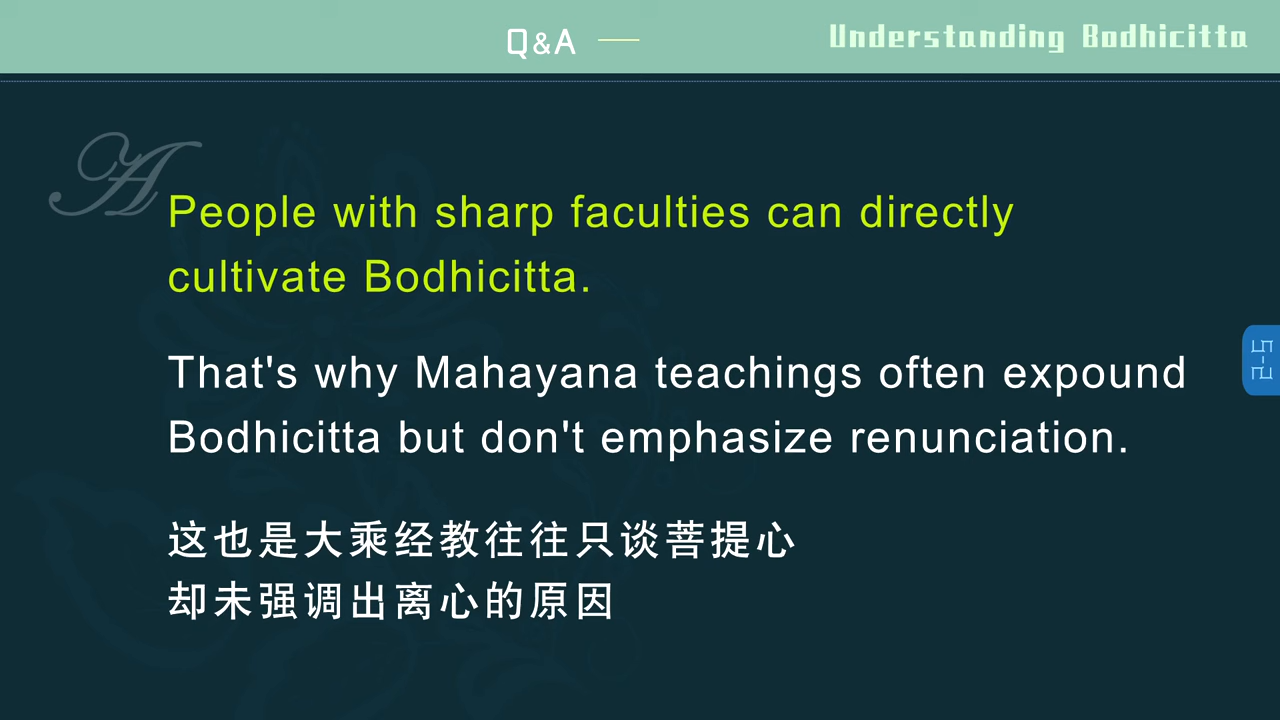 Q&A
Understanding Bodhicitta
A
People with sharp faculties can directly
cultivate Bodhicitta.
That's why Mahayana teachings often expound
Bodhicitta but don't emphasize renunciation.
这也是大乘经教往往只谈菩提心
却未强调出离心的原因
5-2